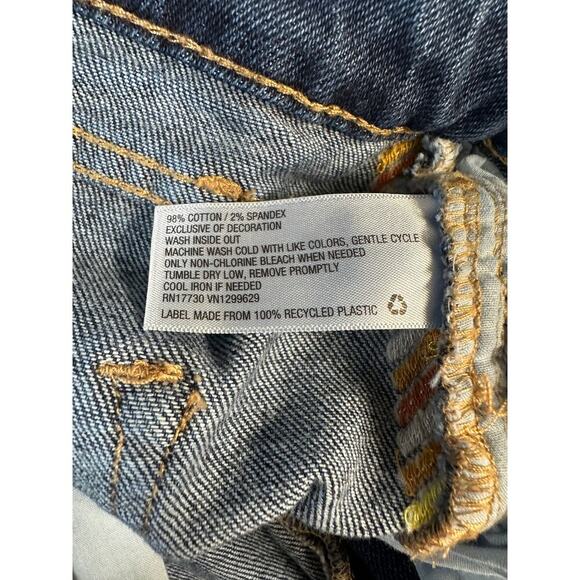 98% COTTON / 2% SPANDEX
EXCLUSIVE OF DECORATION
WASH INSIDE OUT
MACHINE WASH COLD WITH LIKE COLORS, GENTLE CYCLE
ONLY NON-CHLORINE BLEACH WHEN NEEDED
TUMBLE DRY LOW, REMOVE PROMPTLY
COOL IRON IF NEEDED
RN17730 VN1299629
LABEL MADE FROM 100% RECYCLED PLASTIC